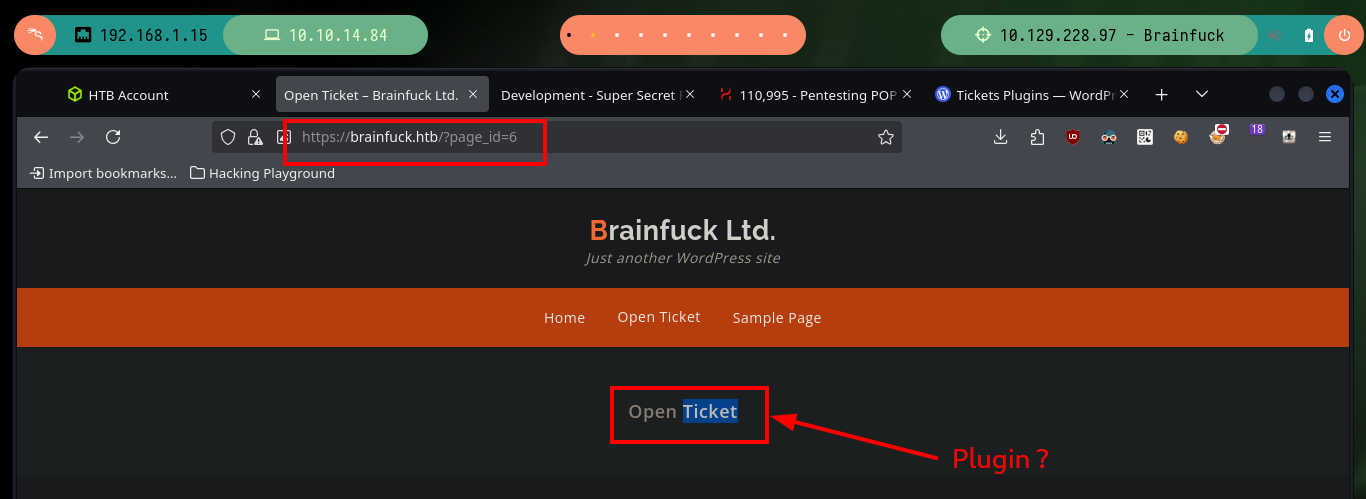 192.168.1.15 10.10.14.84 10.129.228.97 - Brainfuck
HTB Account Open Ticket – Brainfuck Ltd. Development - Super Secret 110,995 - Pentesting POP Tickets Plugins — WordPr
https://brainfuck.htb/?page_id=6 18
Import bookmarks... Hacking Playground
Brainfuck Ltd.
Just another WordPress site
Home Open Ticket Sample Page
Open Ticket
Plugin ?